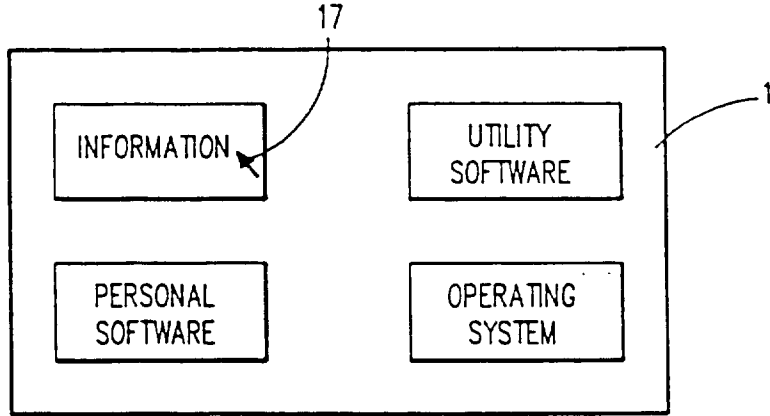 17
1
INFORMATION
UTILITY
SOFTWARE
PERSONAL
SOFTWARE
OPERATING
SYSTEM